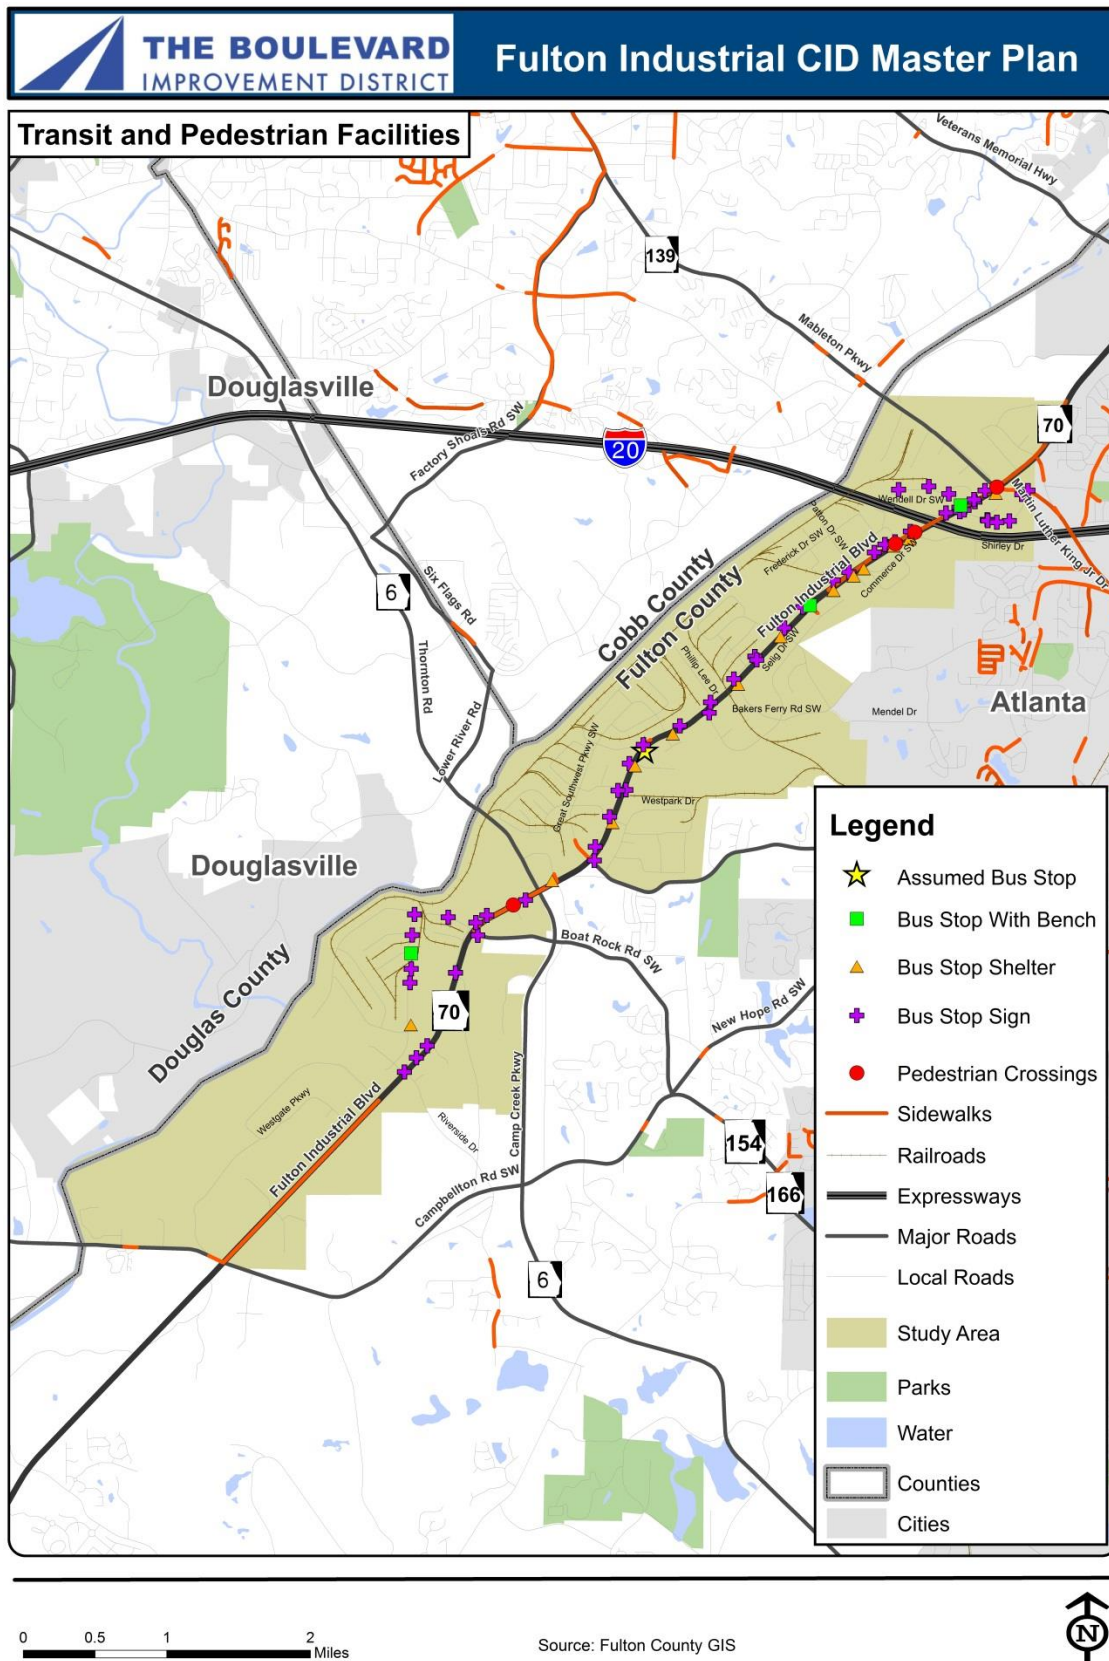 THE BOULEVARD
IMPROVEMENT DISTRICT
Fulton Industrial CID Master Plan
Transit and Pedestrian Facilities
Veterans Memorial Hwy
139
Mableton Pkwy
Douglasville
70
Factory Shoals Rd SW
20
Wendell Dr SW
Martin Luther King Jr Dr
Patton Dr SW
Frederick Dr SW
Shirley Dr
Commerce Dr SW
Fulton Industrial Blvd
6
Six Flags Rd
Cobb County
Fulton County
Thornton Rd
Selig Dr SW
Phillip Lee Dr
Bakers Ferry Rd SW
Mendel Dr
Atlanta
Lower River Rd
Great Southwest Pkwy SW
Westpark Dr
Douglasville
Boat Rock Rd SW
Douglas County
70
New Hope Rd SW
Westgate Pkwy
Fulton Industrial Blvd
Riverside Dr
Camp Creek Pkwy
154
Campbellton Rd SW
166
6
Legend
Assumed Bus Stop
Bus Stop With Bench
Bus Stop Shelter
Bus Stop Sign
Pedestrian Crossings
Sidewalks
Railroads
Expressways
Major Roads
Local Roads
Study Area
Parks
Water
Counties
Cities
0 0.5 1 2
Miles
Source: Fulton County GIS
N